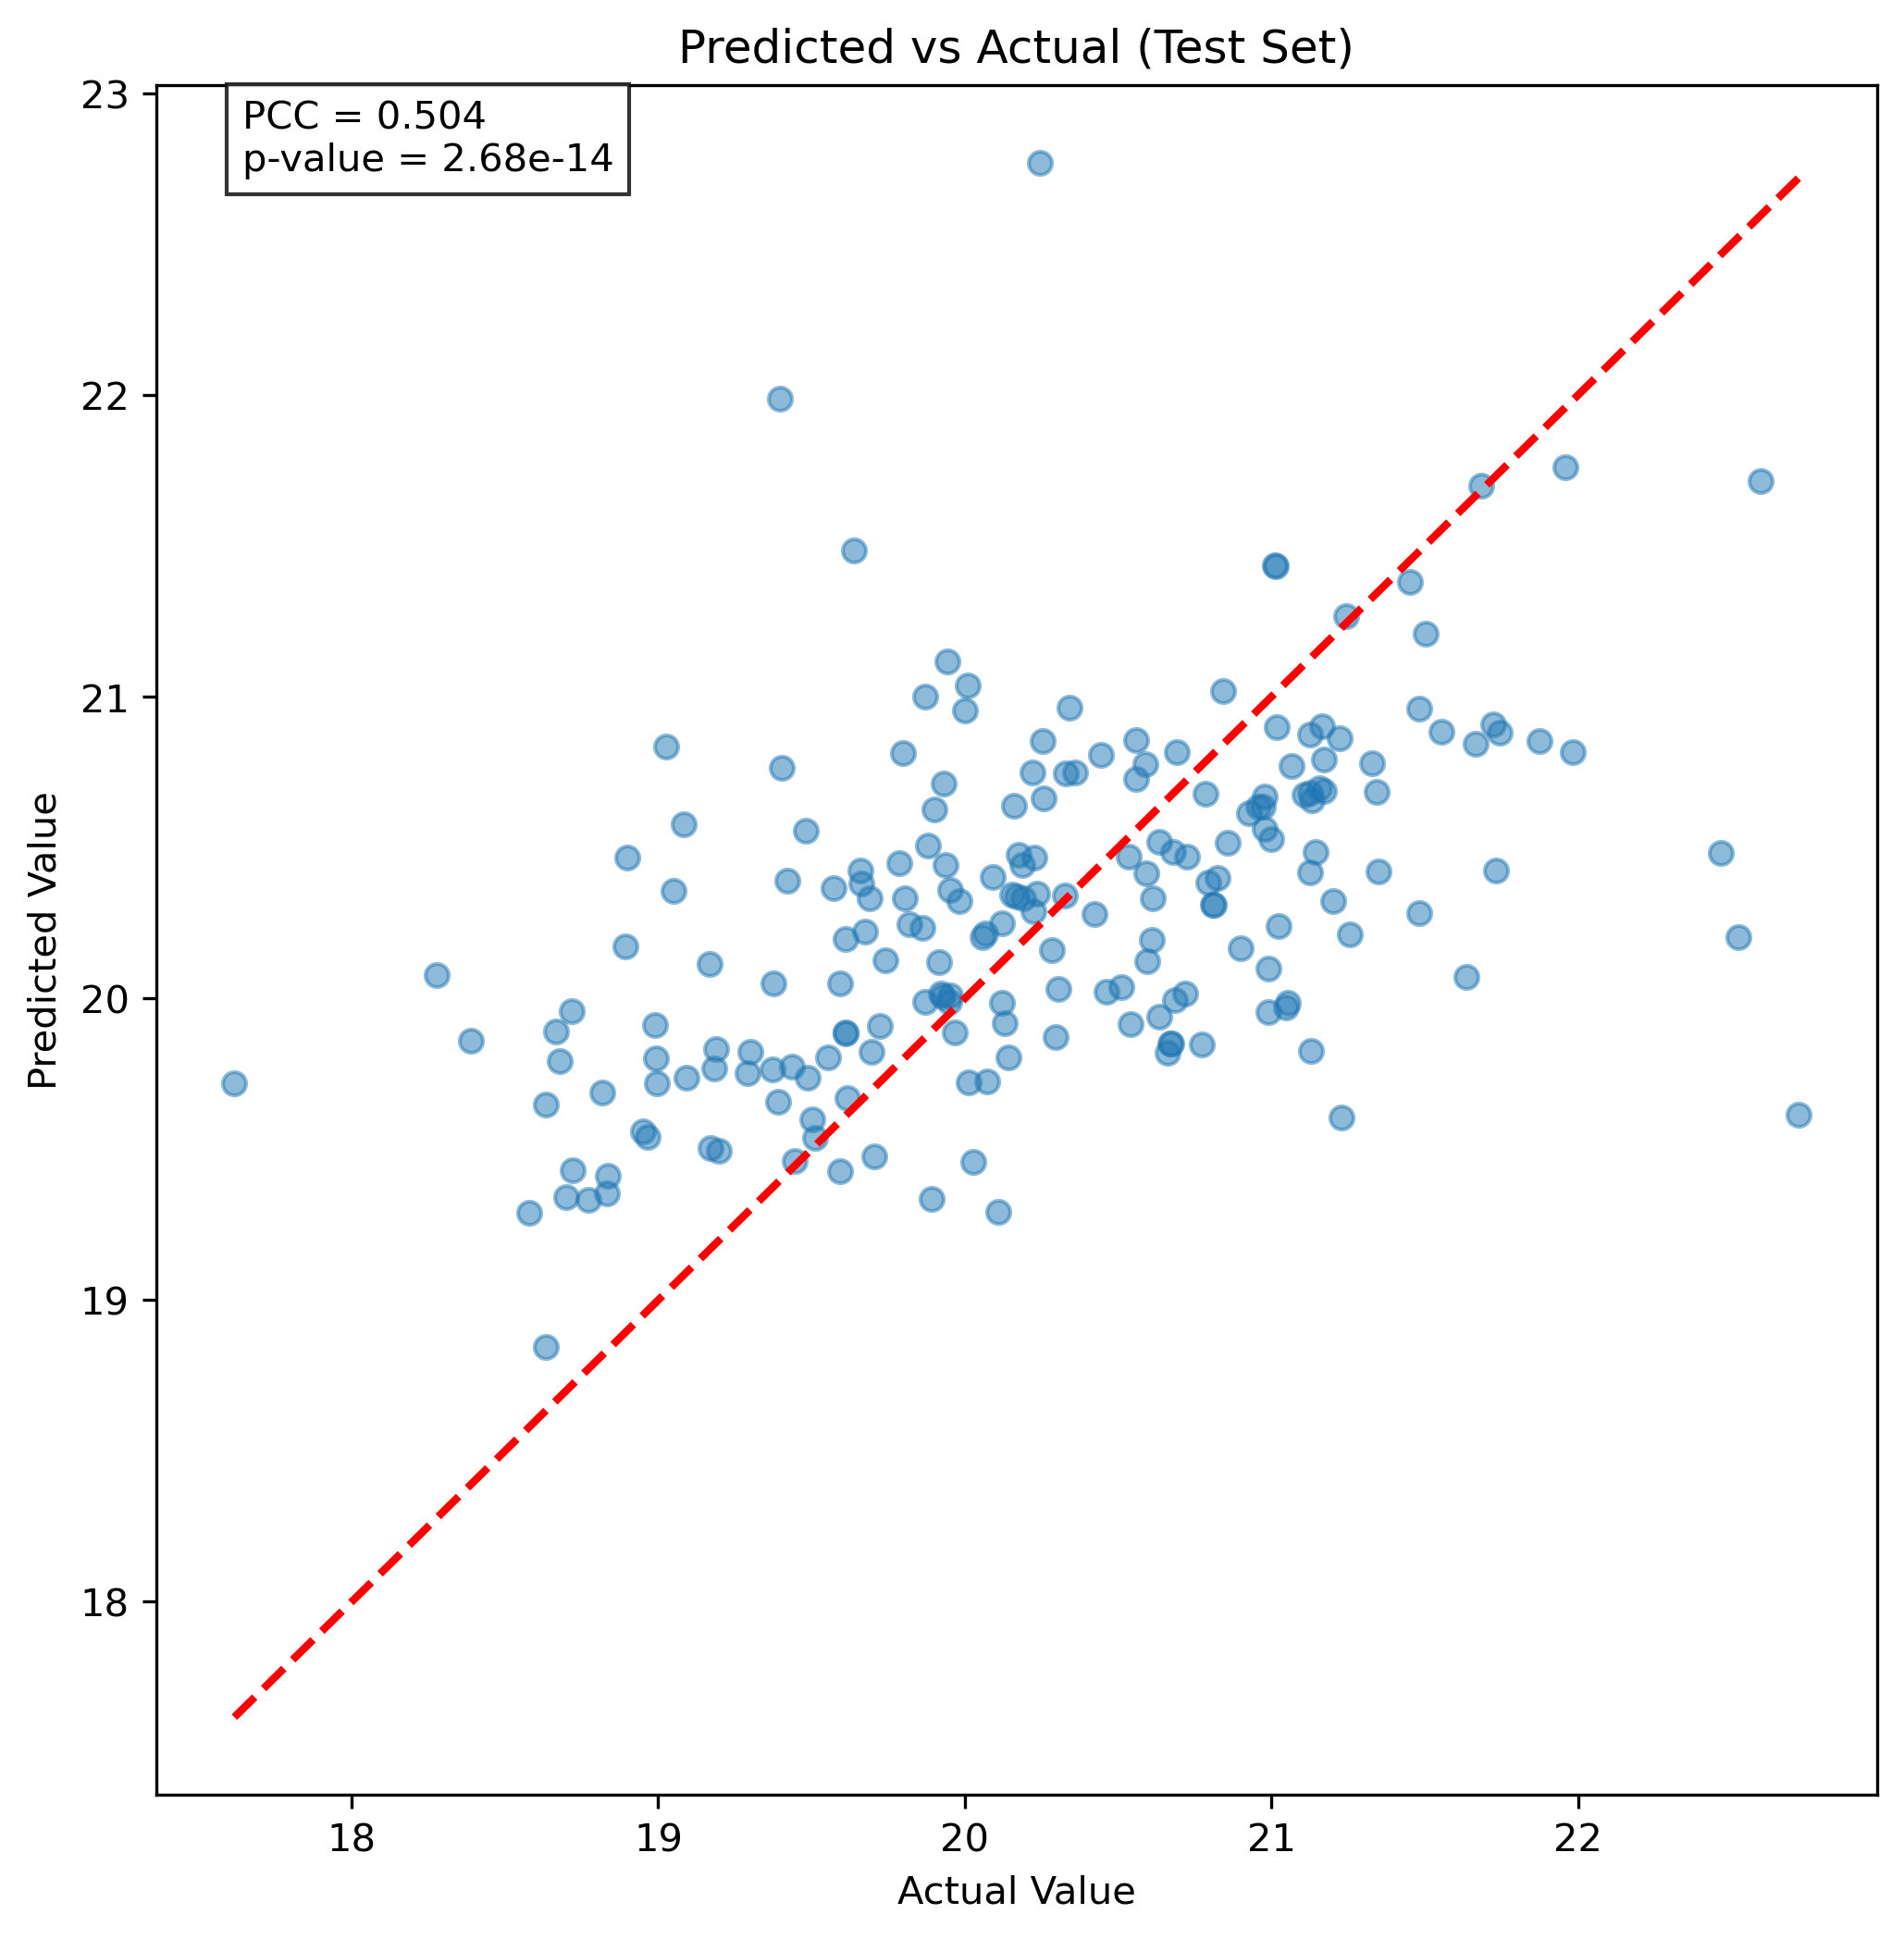 Predicted vs Actual (Test Set)
PCC = 0.504
p-value = 2.68e-14
23
22
21
20
19
18
Predicted Value
18
19
20
21
22
Actual Value